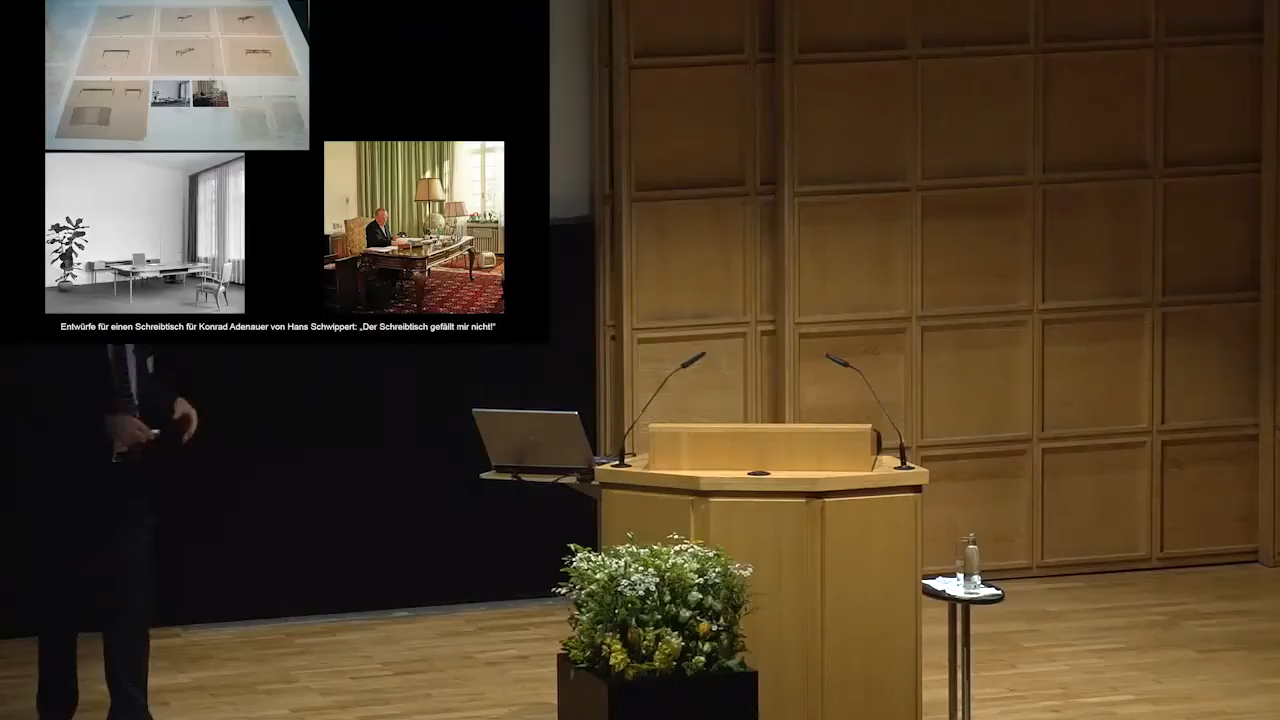 Entwürfe für einen Schreibtisch für Konrad Adenauer von Hans Schwippert: „Der Schreibtisch gefällt mir nicht!"